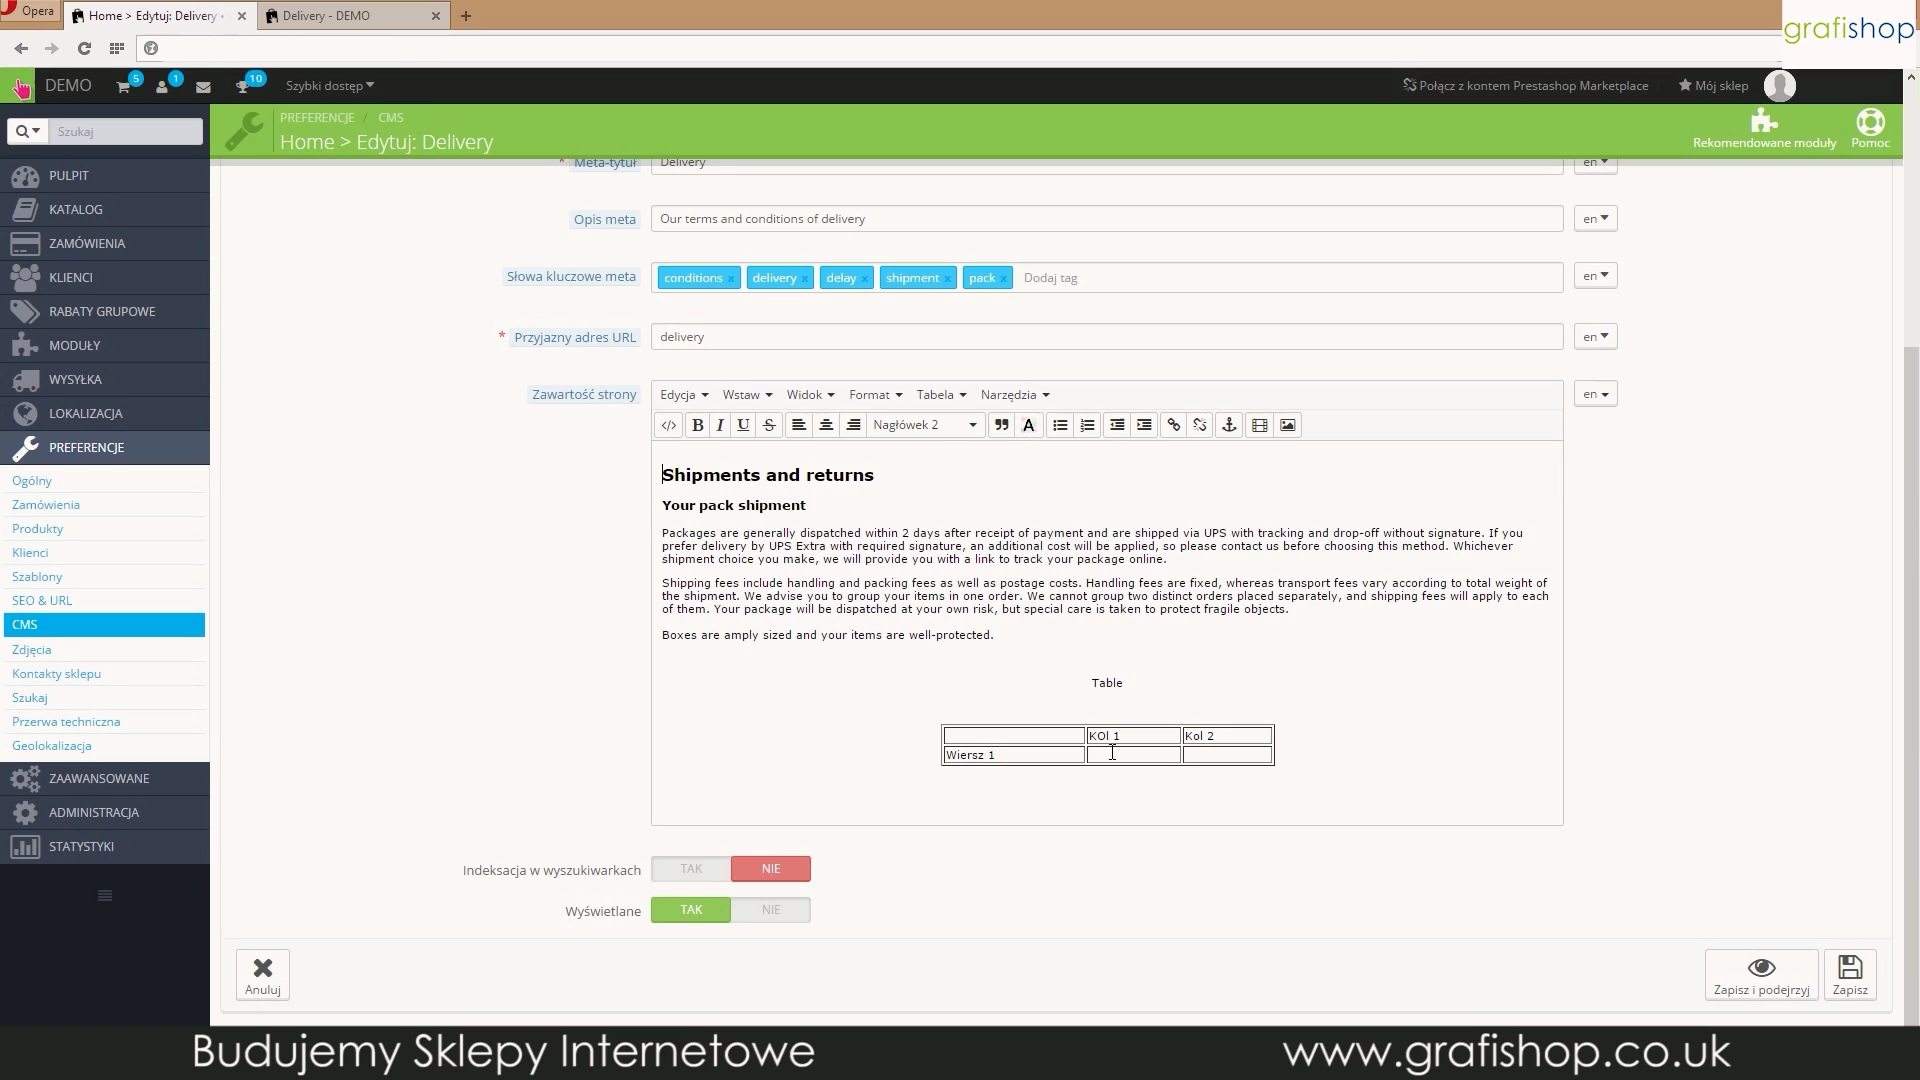 Opera
Home > Edytuj: Delivery
Delivery - DEMO
grafishop
DEMO
5
1
10
Szybki dostęp
Połącz z kontem Prestashop Marketplace
Mój sklep
Szukaj
PREFERENCJE / CMS
Home > Edytuj: Delivery
Rekomendowane moduły
Pomoc
PULPIT
KATALOG
ZAMÓWIENIA
KLIENCI
RABATY GRUPOWE
MODUŁY
WYSYŁKA
LOKALIZACJA
PREFERENCJE
Ogólny
Zamówienia
Produkty
Klienci
Szablony
SEO & URL
CMS
Zdjęcia
Kontakty sklepu
Szukaj
Przerwa techniczna
Geolokalizacja
ZAAWANSOWANE
ADMINISTRACJA
STATYSTYKI
* Meta-tytuł
Delivery
en
Opis meta
Our terms and conditions of delivery
en
Słowa kluczowe meta
conditions x delivery x delay x shipment x pack x Dodaj tag
en
* Przyjazny adres URL
delivery
en
Zawartość strony
Edycja Wstaw Widok Format Tabela Narzędzia
en
</> B I U S Nagłówek 2 A
Shipments and returns
Your pack shipment
Packages are generally dispatched within 2 days after receipt of payment and are shipped via UPS with tracking and drop-off without signature. If you
prefer delivery by UPS Extra with required signature, an additional cost will be applied, so please contact us before choosing this method. Whichever
shipment choice you make, we will provide you with a link to track your package online.
Shipping fees include handling and packing fees as well as postage costs. Handling fees are fixed, whereas transport fees vary according to total weight of
the shipment. We advise you to group your items in one order. We cannot group two distinct orders placed separately, and shipping fees will apply to each
of them. Your package will be dispatched at your own risk, but special care is taken to protect fragile objects.
Boxes are amply sized and your items are well-protected.
Table
KOl 1 Kol 2
Wiersz 1
Indeksacja w wyszukiwarkach
TAK NIE
Wyświetlane
TAK NIE
Anuluj
Zapisz i podejrzyj
Zapisz
Budujemy Sklepy Internetowe
www.grafishop.co.uk